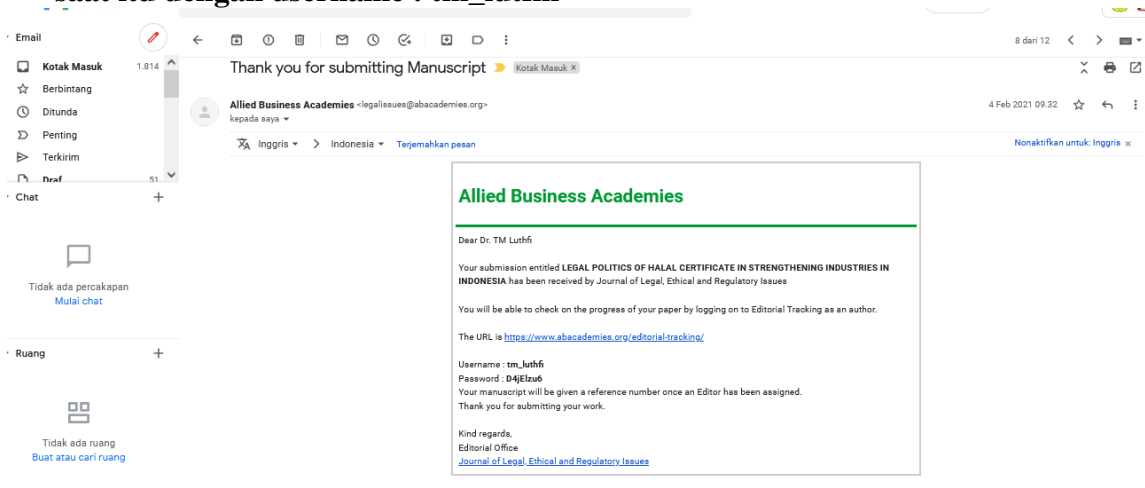 saat itu dengan username : tm_luthfi
Email
8 dari 12
Kotak Masuk 1.814
Berbintang
Ditunda
Penting
Terkirim
Draf 51
Chat
Tidak ada percakapan
Mulai chat
Ruang
Tidak ada ruang
Buat atau cari ruang
Thank you for submitting Manuscript Kotak Masuk ×
Allied Business Academies <legalissues@abacademies.org>
4 Feb 2021 09.32
kepada saya
Inggris > Indonesia Terjemahkan pesan
Nonaktifkan untuk: Inggris ×
Allied Business Academies
Dear Dr. TM Luthfi
Your submission entitled LEGAL POLITICS OF HALAL CERTIFICATE IN STRENGTHENING INDUSTRIES IN
INDONESIA has been received by Journal of Legal, Ethical and Regulatory Issues
You will be able to check on the progress of your paper by logging on to Editorial Tracking as an author.
The URL is https://www.abacademies.org/editorial-tracking/
Username : tm_luthfi
Password : D4jElzu6
Your manuscript will be given a reference number once an Editor has been assigned.
Thank you for submitting your work.
Kind regards,
Editorial Office
Journal of Legal, Ethical and Regulatory Issues